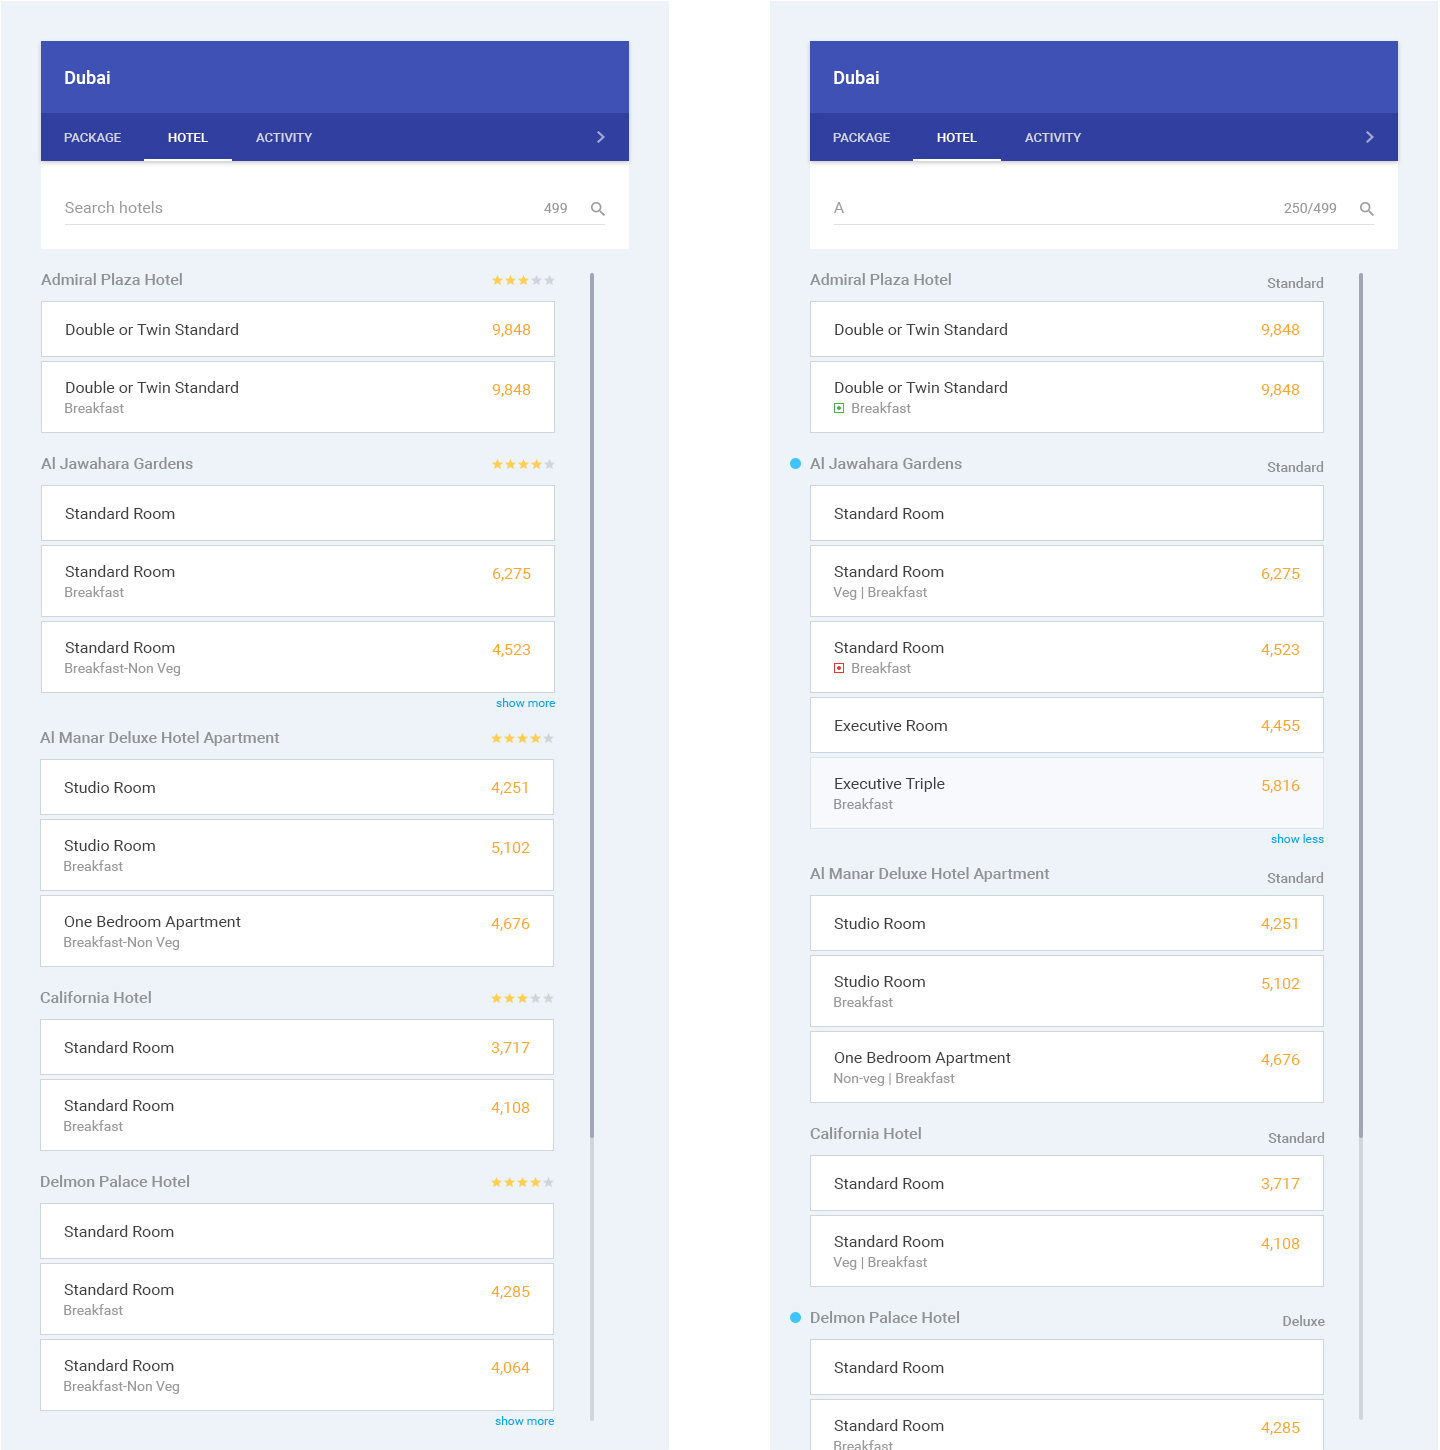 Dubai
PACKAGE HOTEL ACTIVITY
Search hotels 499
Admiral Plaza Hotel
Double or Twin Standard 9,848
Double or Twin Standard 9,848
Breakfast
Al Jawahara Gardens
Standard Room
Standard Room 6,275
Breakfast
Standard Room 4,523
Breakfast-Non Veg
show more
Al Manar Deluxe Hotel Apartment
Studio Room 4,251
Studio Room 5,102
Breakfast
One Bedroom Apartment 4,676
Breakfast-Non Veg
California Hotel
Standard Room 3,717
Standard Room 4,108
Breakfast
Delmon Palace Hotel
Standard Room
Standard Room 4,285
Breakfast
Standard Room 4,064
Breakfast-Non Veg
show more
Dubai
PACKAGE HOTEL ACTIVITY
A 250/499
Admiral Plaza Hotel Standard
Double or Twin Standard 9,848
Double or Twin Standard 9,848
Breakfast
Al Jawahara Gardens Standard
Standard Room
Standard Room 6,275
Veg | Breakfast
Standard Room 4,523
Breakfast
Executive Room 4,455
Executive Triple 5,816
Breakfast
show less
Al Manar Deluxe Hotel Apartment Standard
Studio Room 4,251
Studio Room 5,102
Breakfast
One Bedroom Apartment 4,676
Non-veg | Breakfast
California Hotel Standard
Standard Room 3,717
Standard Room 4,108
Veg | Breakfast
Delmon Palace Hotel Deluxe
Standard Room
Standard Room 4,285
Breakfast